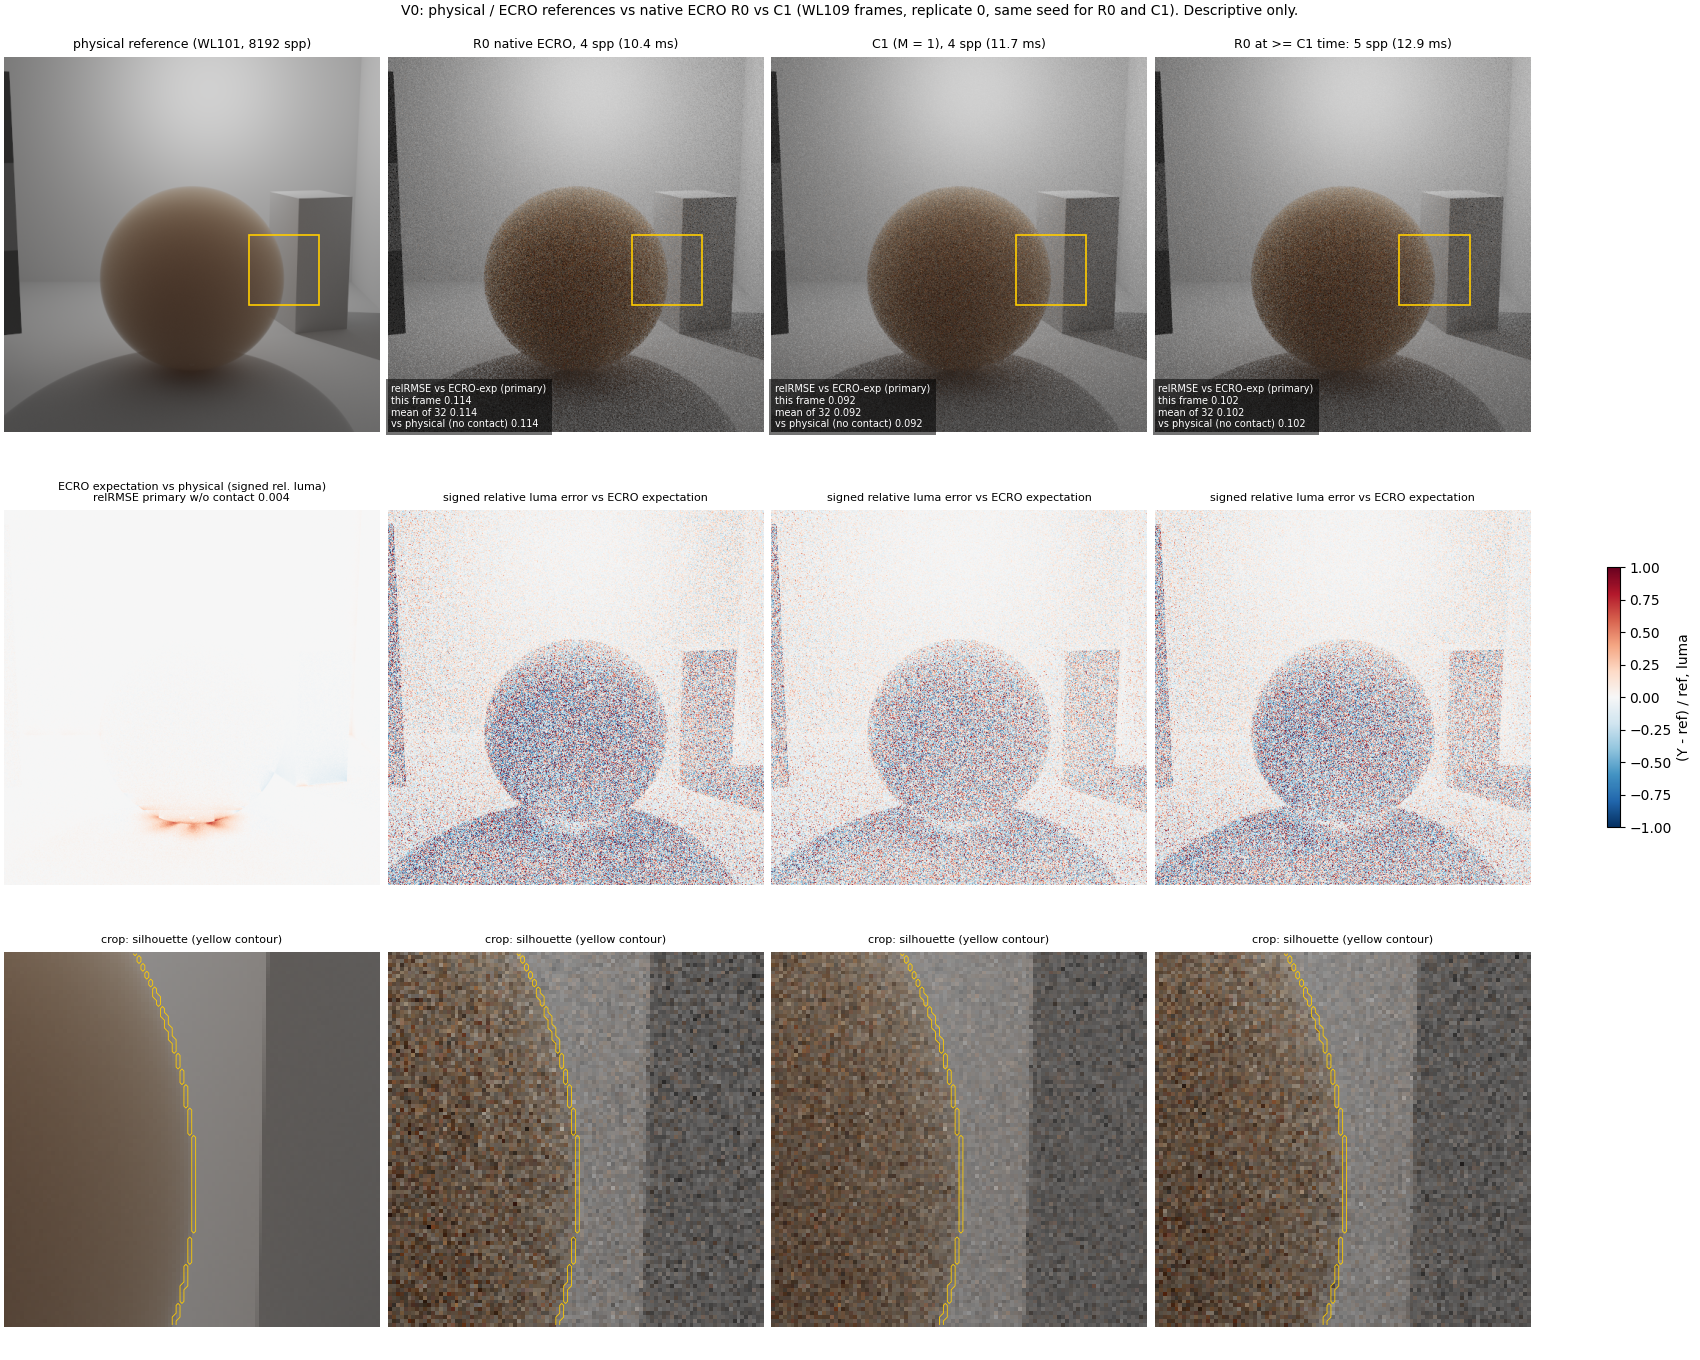 V0: physical / ECRO references vs native ECRO R0 vs C1 (WL109 frames, replicate 0, same seed for R0 and C1). Descriptive only.
physical reference (WL101, 8192 spp)
R0 native ECRO, 4 spp (10.4 ms)
C1 (M = 1), 4 spp (11.7 ms)
R0 at >= C1 time: 5 spp (12.9 ms)
relRMSE vs ECRO-exp (primary)
this frame 0.114
mean of 32 0.114
vs physical (no contact) 0.114
relRMSE vs ECRO-exp (primary)
this frame 0.092
mean of 32 0.092
vs physical (no contact) 0.092
relRMSE vs ECRO-exp (primary)
this frame 0.102
mean of 32 0.102
vs physical (no contact) 0.102
ECRO expectation vs physical (signed rel. luma)
relRMSE primary w/o contact 0.004
signed relative luma error vs ECRO expectation
signed relative luma error vs ECRO expectation
signed relative luma error vs ECRO expectation
1.00
0.75
0.50
0.25
0.00
−0.25
−0.50
−0.75
−1.00
(Y - ref) / ref, luma
crop: silhouette (yellow contour)
crop: silhouette (yellow contour)
crop: silhouette (yellow contour)
crop: silhouette (yellow contour)